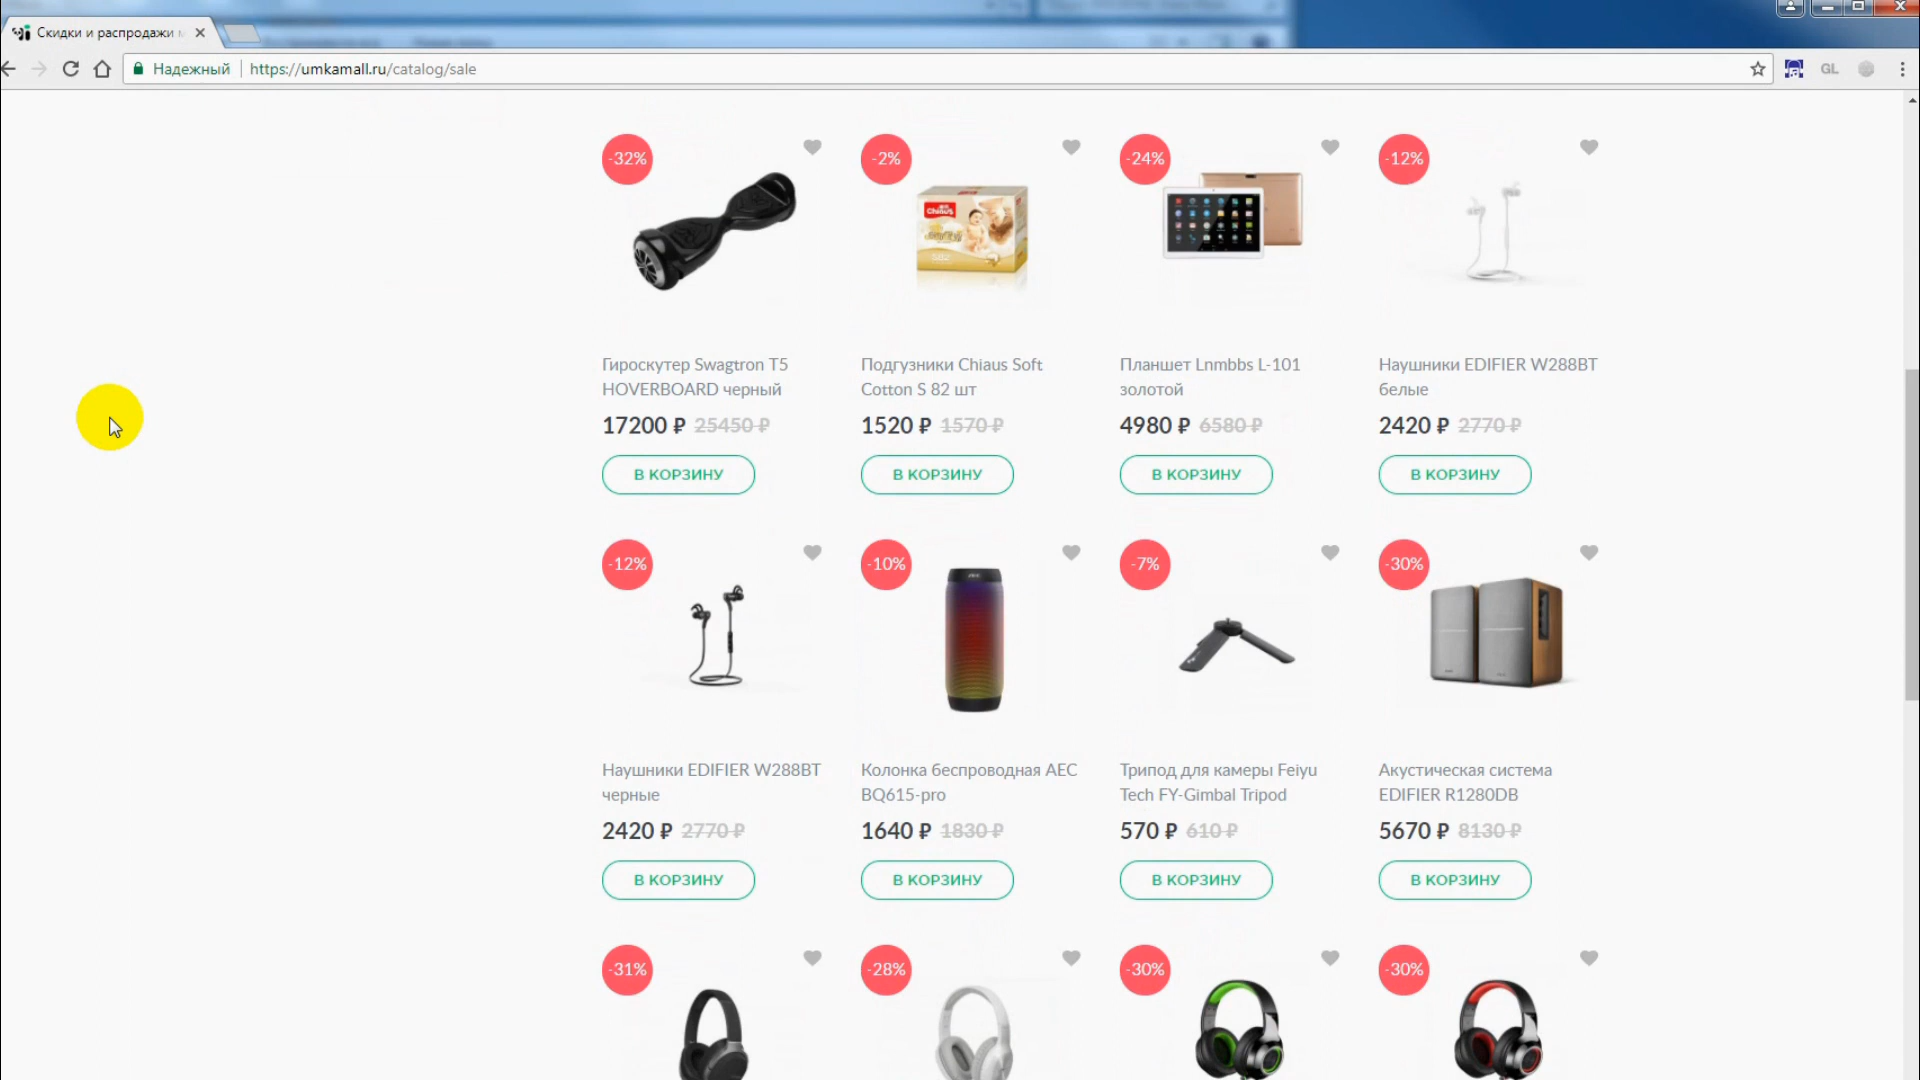 Скидки и распродажи
Надежный
https://umkamall.ru/catalog/sale
GL
-32%
-2%
-24%
-12%
Chiaus
S82
Гироскутер Swagtron T5
HOVERBOARD черный
17200 ₽ 25450 ₽
В КОРЗИНУ
Подгузники Chiaus Soft
Cotton S 82 шт
1520 ₽ 1570 ₽
В КОРЗИНУ
Планшет Lnmbbs L-101
золотой
4980 ₽ 6580 ₽
В КОРЗИНУ
Наушники EDIFIER W288BT
белые
2420 ₽ 2770 ₽
В КОРЗИНУ
-12%
-10%
-7%
-30%
Наушники EDIFIER W288BT
черные
2420 ₽ 2770 ₽
В КОРЗИНУ
Колонка беспроводная AEC
BQ615-pro
1640 ₽ 1830 ₽
В КОРЗИНУ
Трипод для камеры Feiyu
Tech FY-Gimbal Tripod
570 ₽ 610 ₽
В КОРЗИНУ
Акустическая система
EDIFIER R1280DB
5670 ₽ 8130 ₽
В КОРЗИНУ
-31%
-28%
-30%
-30%